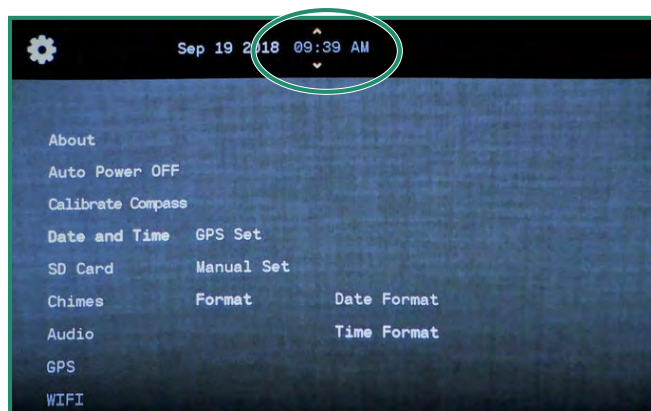 Sep 19 2018 09:39 AM
About
Auto Power OFF
Calibrate Compass
Date and Time GPS Set
SD Card Manual Set
Chimes Format Date Format
Audio Time Format
GPS
WIFI